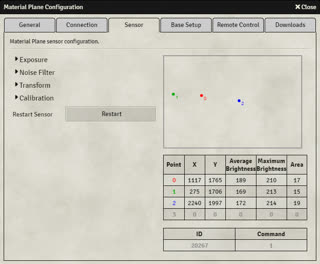 Material Plane Configuration
✖ Close
General
Connection
Sensor
Base Setup
Remote Control
Downloads
Material Plane sensor configuration.
Exposure
Noise Filter
Transform
Calibration
Restart Sensor
Restart
1
0
2
Point X Y Average Brightness Maximum Brightness Area
0 1117 1765 189 210 17
1 275 1706 169 213 15
2 2240 1997 172 214 19
3 0 0 0 0 0
ID Command
20267 1